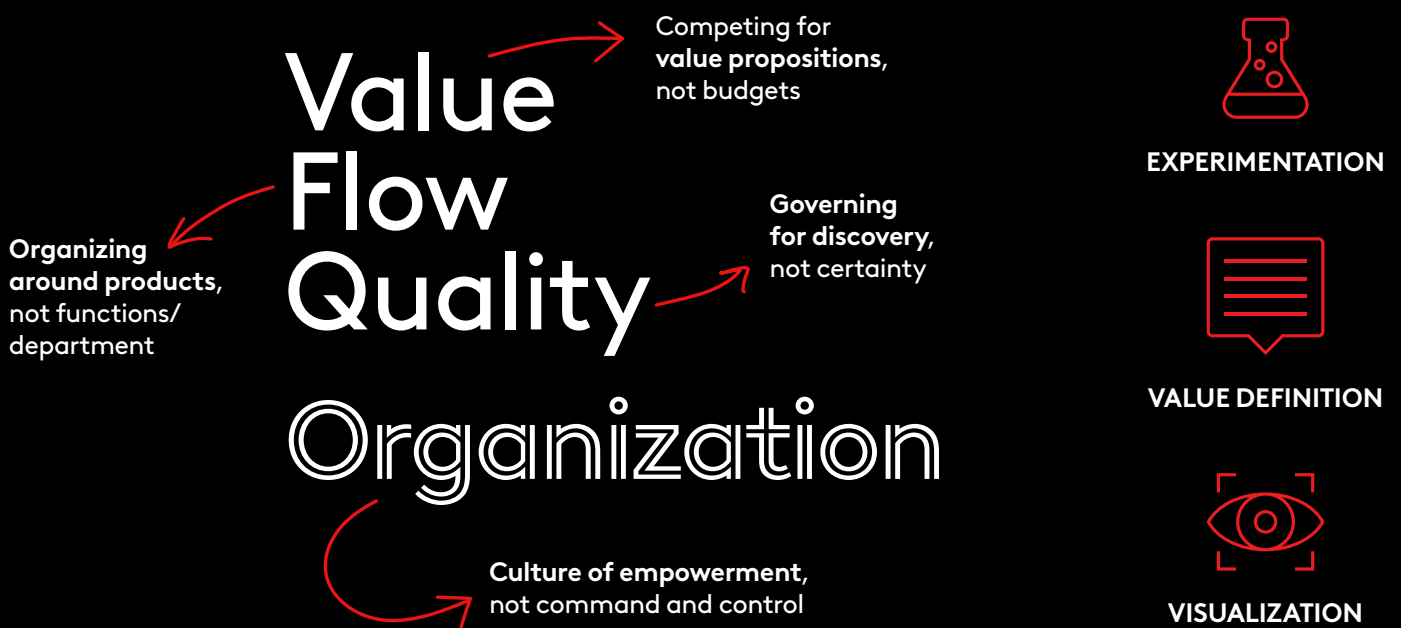 Value
Flow
Quality
Organization
Competing for
value propositions,
not budgets
Organizing
around products,
not functions/
department
Governing
for discovery,
not certainty
Culture of empowerment,
not command and control
EXPERIMENTATION
VALUE DEFINITION
VISUALIZATION